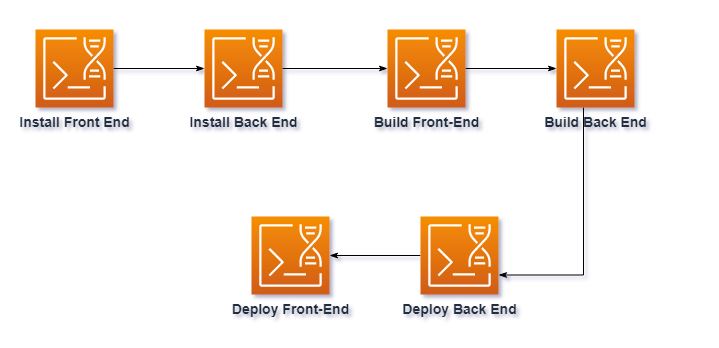 Install Front End
Install Back End
Build Front-End
Build Back End
Deploy Front-End
Deploy Back End